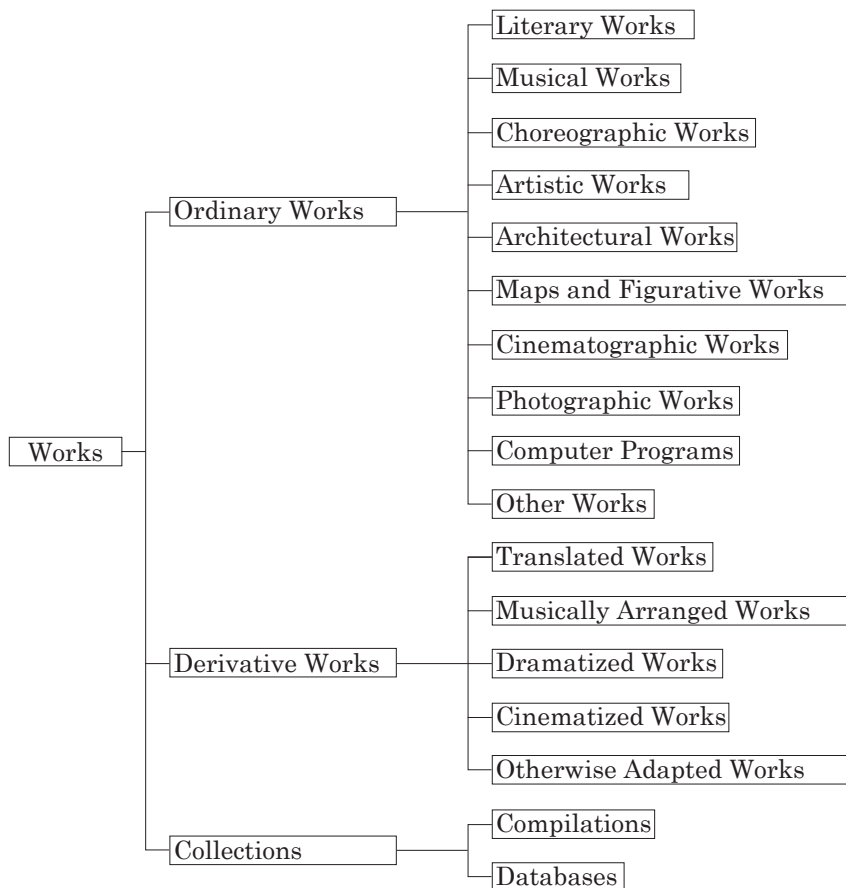 Literary Works
Musical Works
Choreographic Works
Artistic Works
Ordinary Works
Architectural Works
Maps and Figurative Works
Cinematographic Works
Photographic Works
Works
Computer Programs
Other Works
Translated Works
Musically Arranged Works
Derivative Works
Dramatized Works
Cinematized Works
Otherwise Adapted Works
Compilations
Collections
Databases